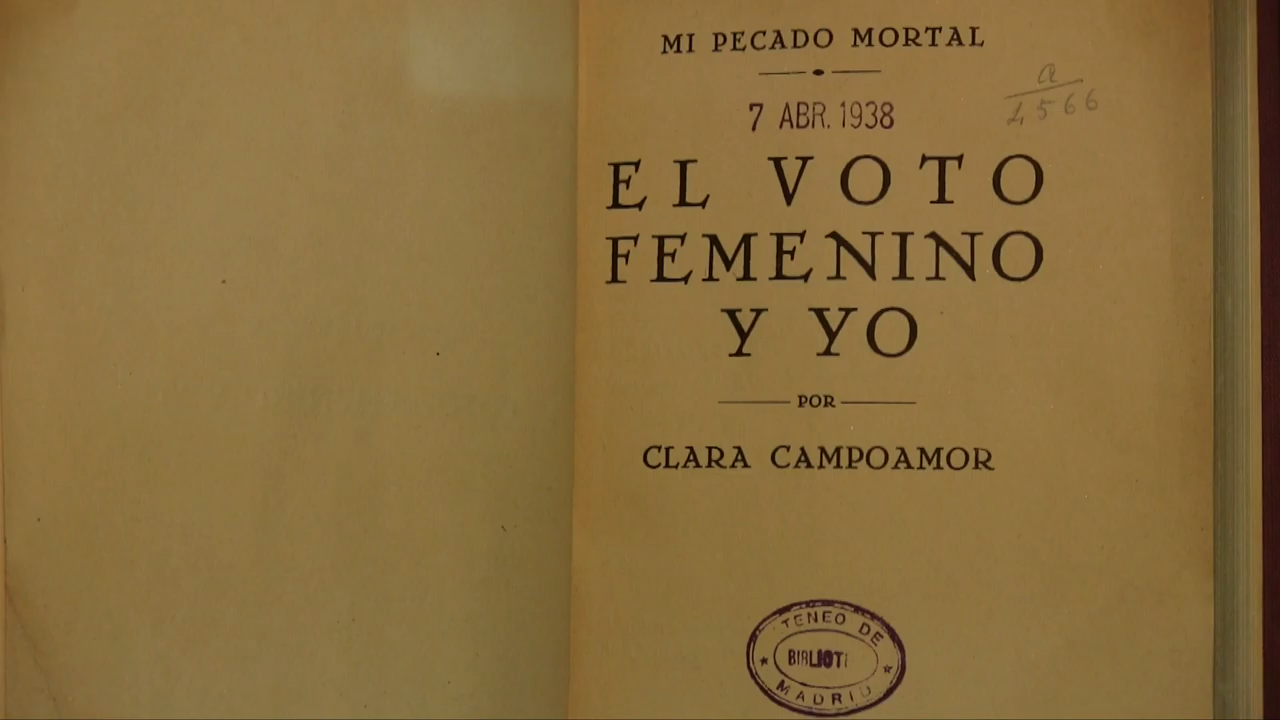 MI PECADO MORTAL
a
4566
7 ABR. 1938
EL VOTO
FEMENINO
Y YO
POR
CLARA CAMPOAMOR
TENEO DE
BIBLIOT
MADRID